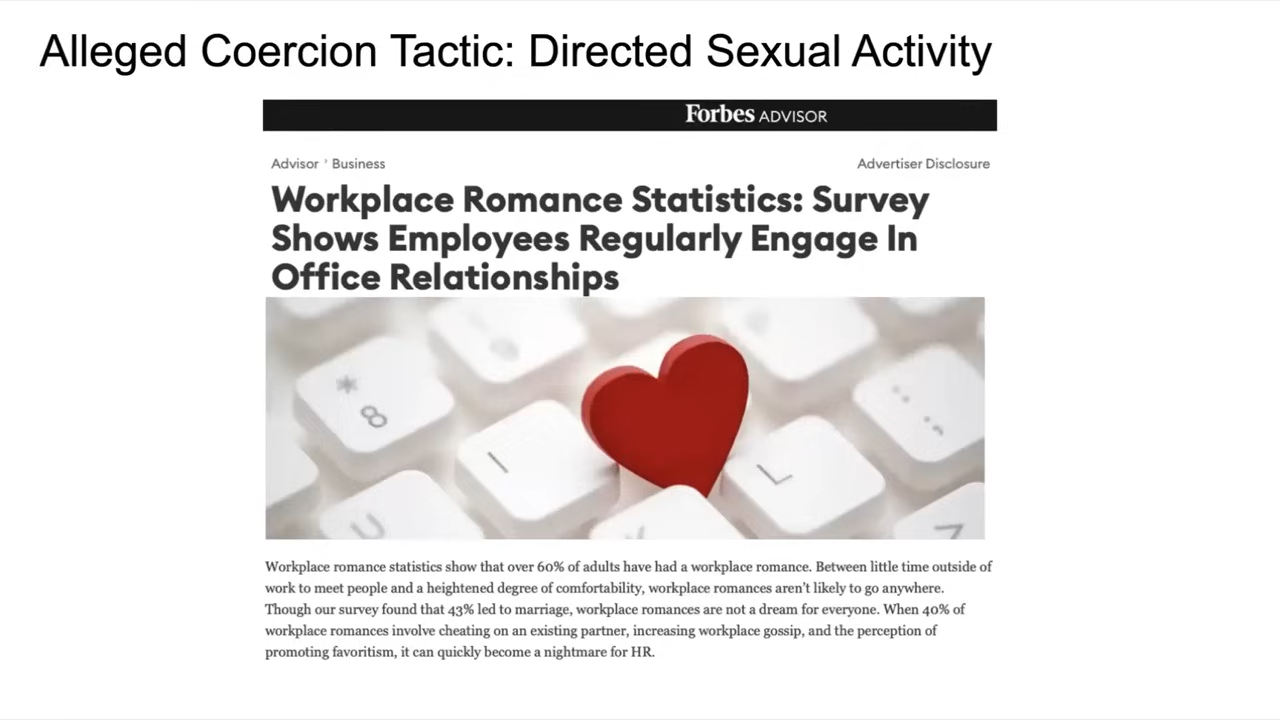 Alleged Coercion Tactic: Directed Sexual Activity
Forbes ADVISOR
Advisor › Business
Advertiser Disclosure
Workplace Romance Statistics: Survey
Shows Employees Regularly Engage In
Office Relationships
* 8
I
L
U
Workplace romance statistics show that over 60% of adults have had a workplace romance. Between little time outside of
work to meet people and a heightened degree of comfortability, workplace romances aren't likely to go anywhere.
Though our survey found that 43% led to marriage, workplace romances are not a dream for everyone. When 40% of
workplace romances involve cheating on an existing partner, increasing workplace gossip, and the perception of
promoting favoritism, it can quickly become a nightmare for HR.